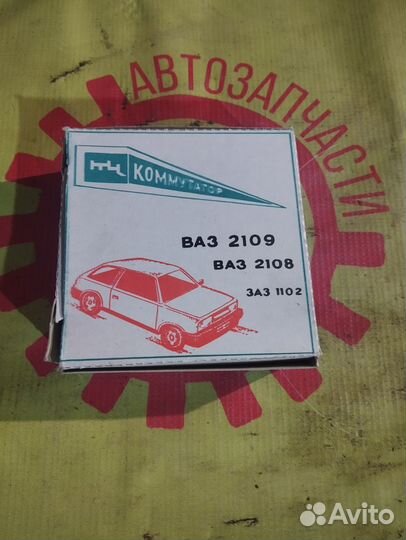 АВТОЗАПЧАСТИ
КОММУТАТОР
ВАЗ 2109
ВАЗ 2108
ЗАЗ 1102
Avito